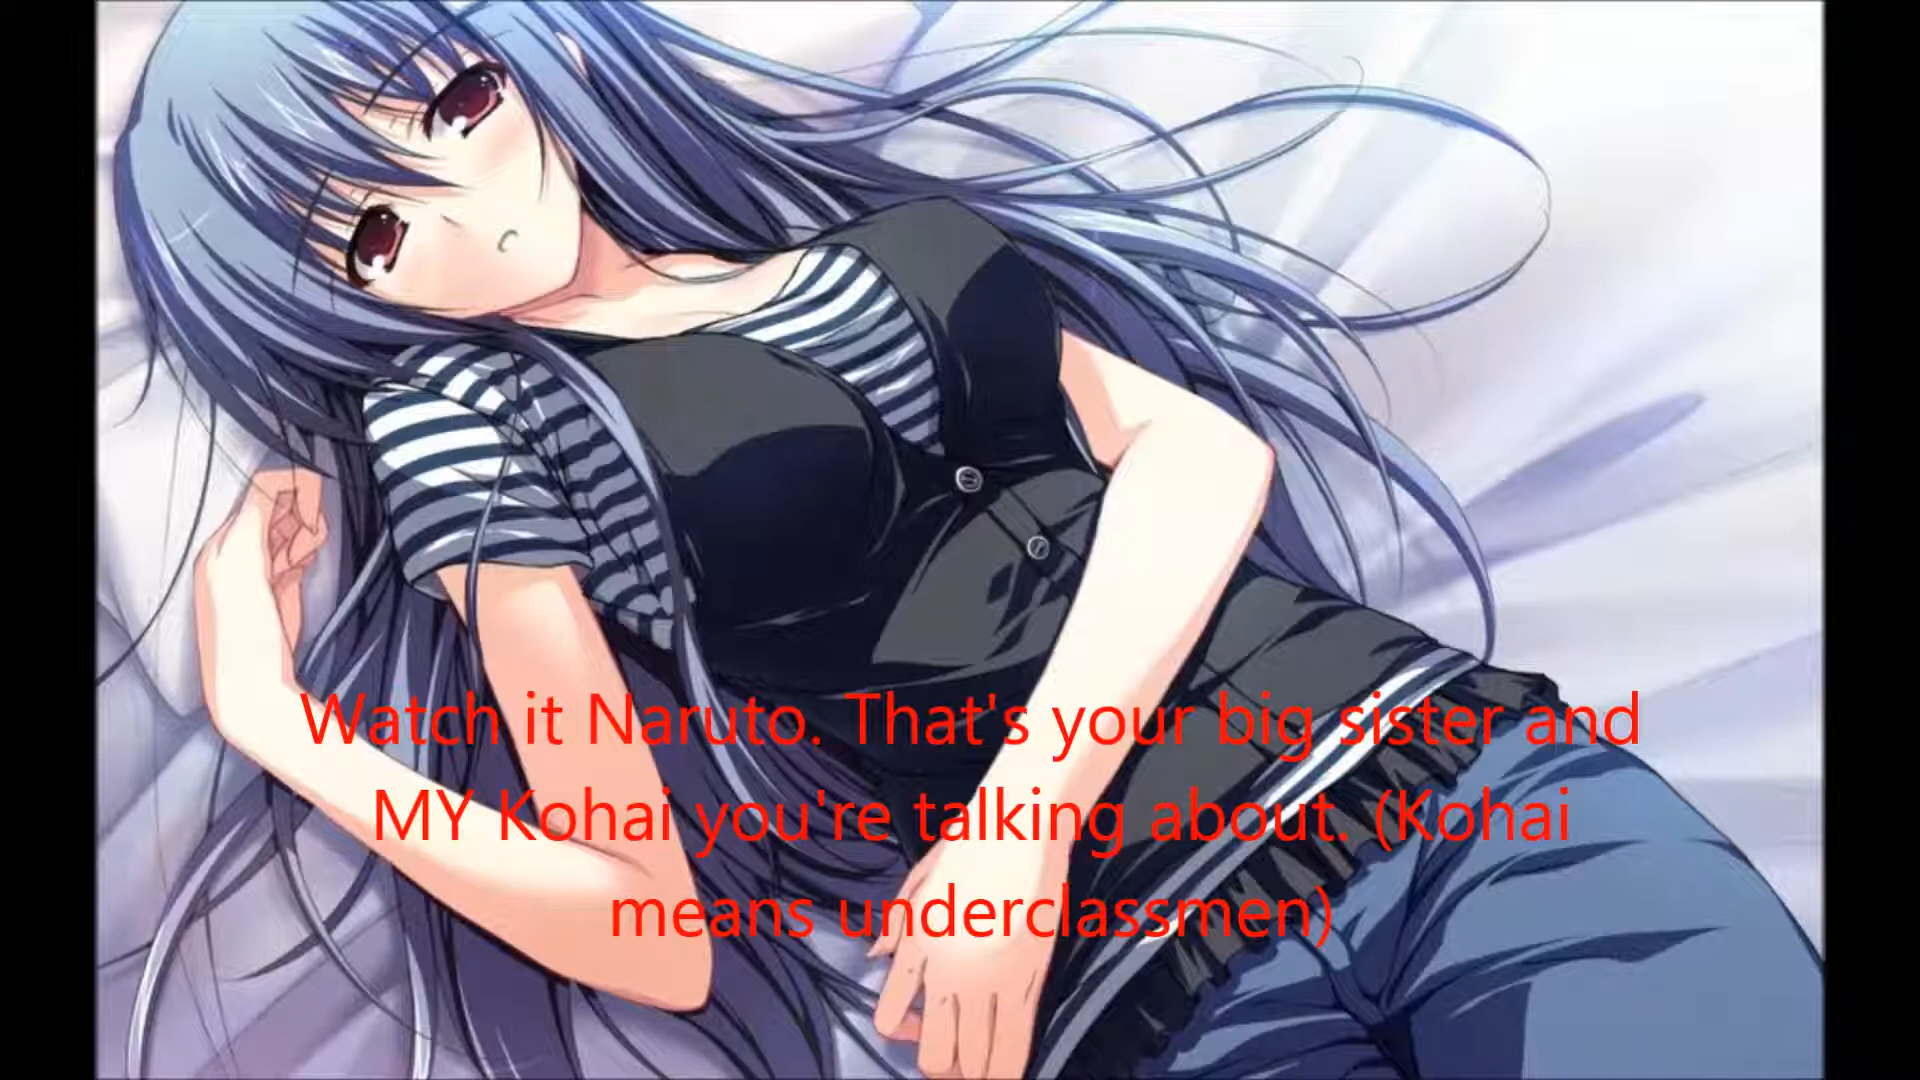 Watch it Naruto. That's your big sister and
MY Kohai you're talking about. (Kohai
means underclassmen)